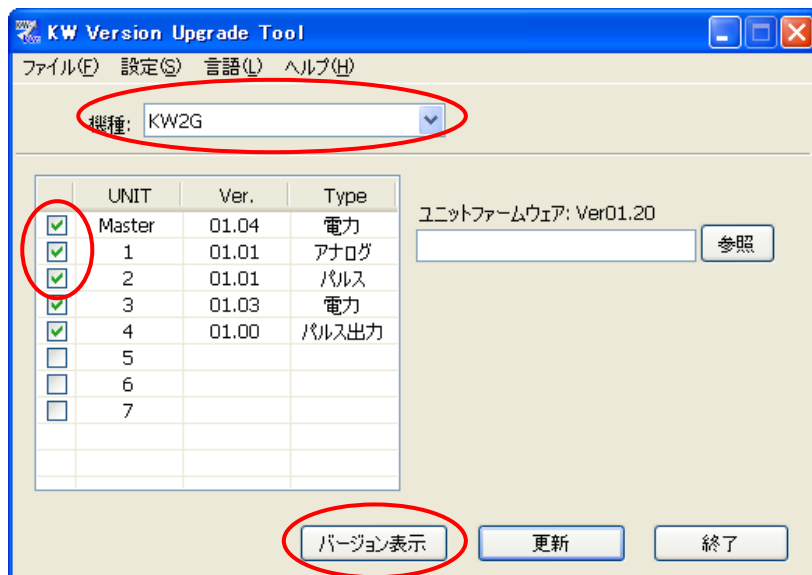 KW Version Upgrade Tool
ファイル(F) 設定(S) 言語(L) ヘルプ(H)
機種: KW2G
UNIT Ver. Type
Master 01.04 電力
1 01.01 アナログ
2 01.01 パルス
3 01.03 電力
4 01.00 パルス出力
5
6
7
ユニットファームウェア: Ver01.20
参照
バージョン表示 更新 終了